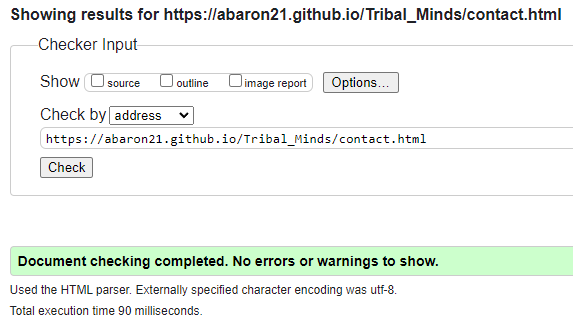 Showing results for https://abaron21.github.io/Tribal_Minds/contact.html
Checker Input
Show source outline image report Options...
Check by address
https://abaron21.github.io/Tribal_Minds/contact.html
Check
Document checking completed. No errors or warnings to show.
Used the HTML parser. Externally specified character encoding was utf-8.
Total execution time 90 milliseconds.